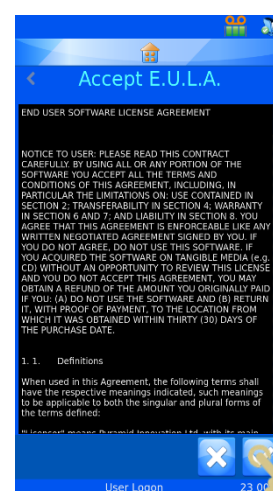 Accept E.U.L.A.
END USER SOFTWARE LICENSE AGREEMENT
NOTICE TO USER: PLEASE READ THIS CONTRACT
CAREFULLY. BY USING ALL OR ANY PORTION OF THE
SOFTWARE YOU ACCEPT ALL THE TERMS AND
CONDITIONS OF THIS AGREEMENT, INCLUDING, IN
PARTICULAR THE LIMITATIONS ON: USE CONTAINED IN
SECTION 2; TRANSFERABILITY IN SECTION 4; WARRANTY
IN SECTION 6 AND 7; AND LIABILITY IN SECTION 8. YOU
AGREE THAT THIS AGREEMENT IS ENFORCEABLE LIKE ANY
WRITTEN NEGOTIATED AGREEMENT SIGNED BY YOU. IF
YOU DO NOT AGREE, DO NOT USE THIS SOFTWARE. IF
YOU ACQUIRED THE SOFTWARE ON TANGIBLE MEDIA (e.g.
CD) WITHOUT AN OPPORTUNITY TO REVIEW THIS LICENSE
AND YOU DO NOT ACCEPT THIS AGREEMENT, YOU MAY
OBTAIN A REFUND OF THE AMOUNT YOU ORIGINALLY PAID
IF YOU: (A) DO NOT USE THE SOFTWARE AND (B) RETURN
IT, WITH PROOF OF PAYMENT, TO THE LOCATION FROM
WHICH IT WAS OBTAINED WITHIN THIRTY (30) DAYS OF
THE PURCHASE DATE.
1. 1. Definitions
When used in this Agreement, the following terms shall
have the respective meanings indicated, such meanings
to be applicable to both the singular and plural forms of
the terms defined:
"Licensor" means Pyramid Innovation Ltd, with its main
User Logon 23 00